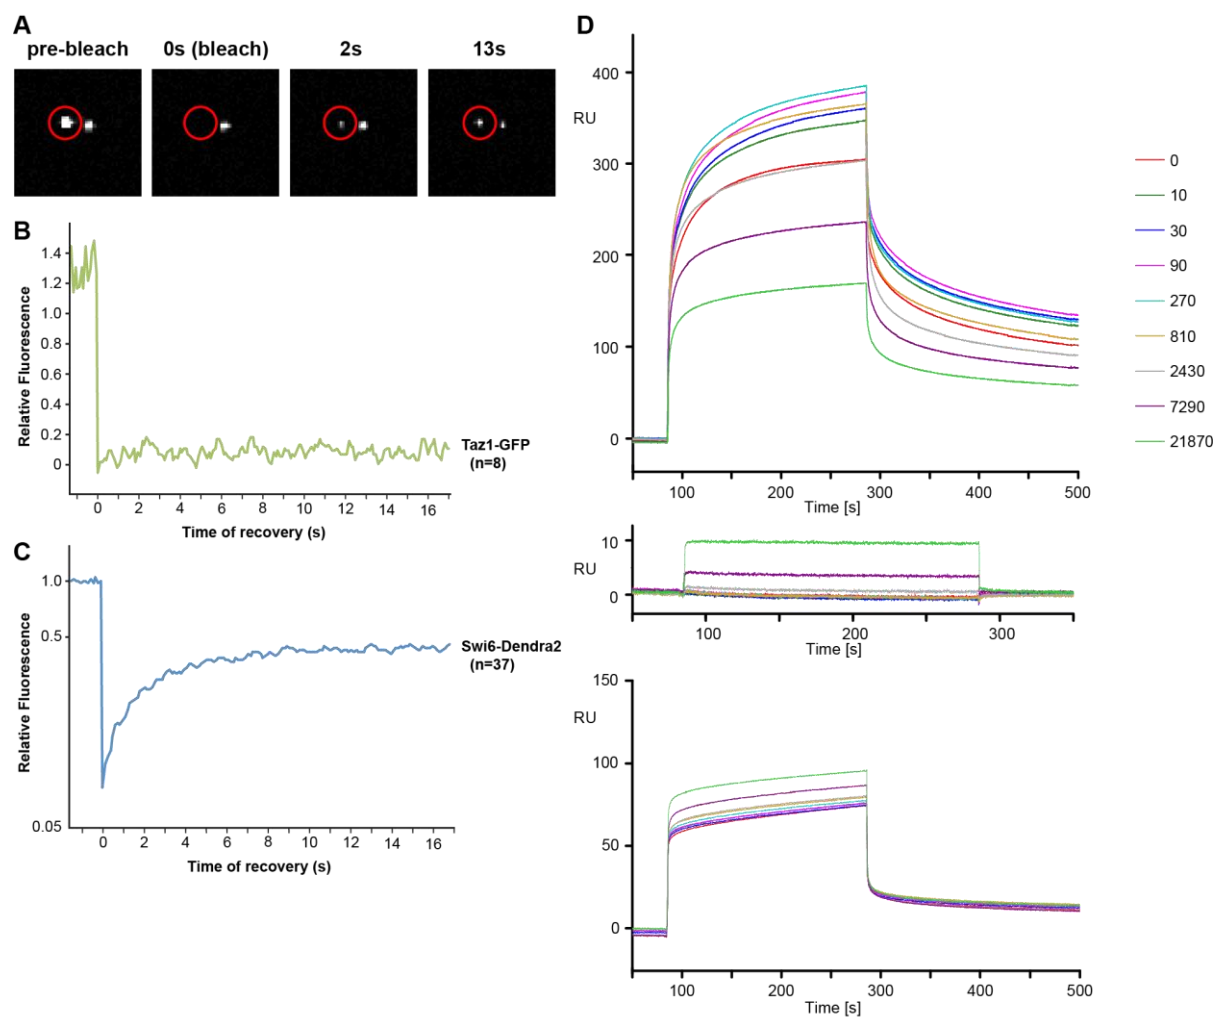 A
pre-bleach 0s (bleach) 2s 13s
B
Relative Fluorescence
1.4
1.2
1.0
0.8
0.6
0.4
0.2
0
0 2 4 6 8 10 12 14 16
Time of recovery (s)
Taz1-GFP
(n=8)
C
Relative Fluorescence
1.0
0.5
0.05
0 2 4 6 8 10 12 14 16
Time of recovery (s)
Swi6-Dendra2
(n=37)
D
400
RU
300
200
100
0
100 200 300 400 500
Time [s]
0
10
30
90
270
810
2430
7290
21870
10
RU
0
100 200 300
Time [s]
150
RU
100
50
0
100 200 300 400 500
Time [s]